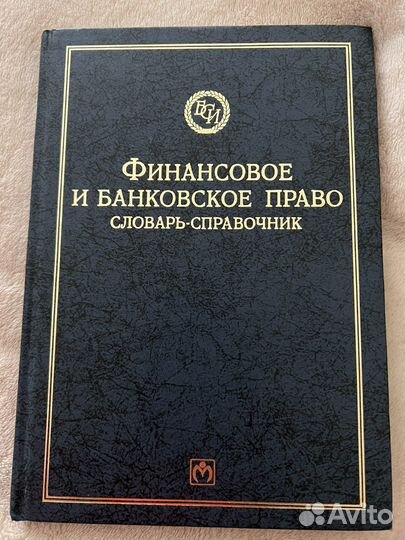 БСИ
ФИНАНСОВОЕ
И БАНКОВСКОЕ ПРАВО
СЛОВАРЬ-СПРАВОЧНИК
Avito